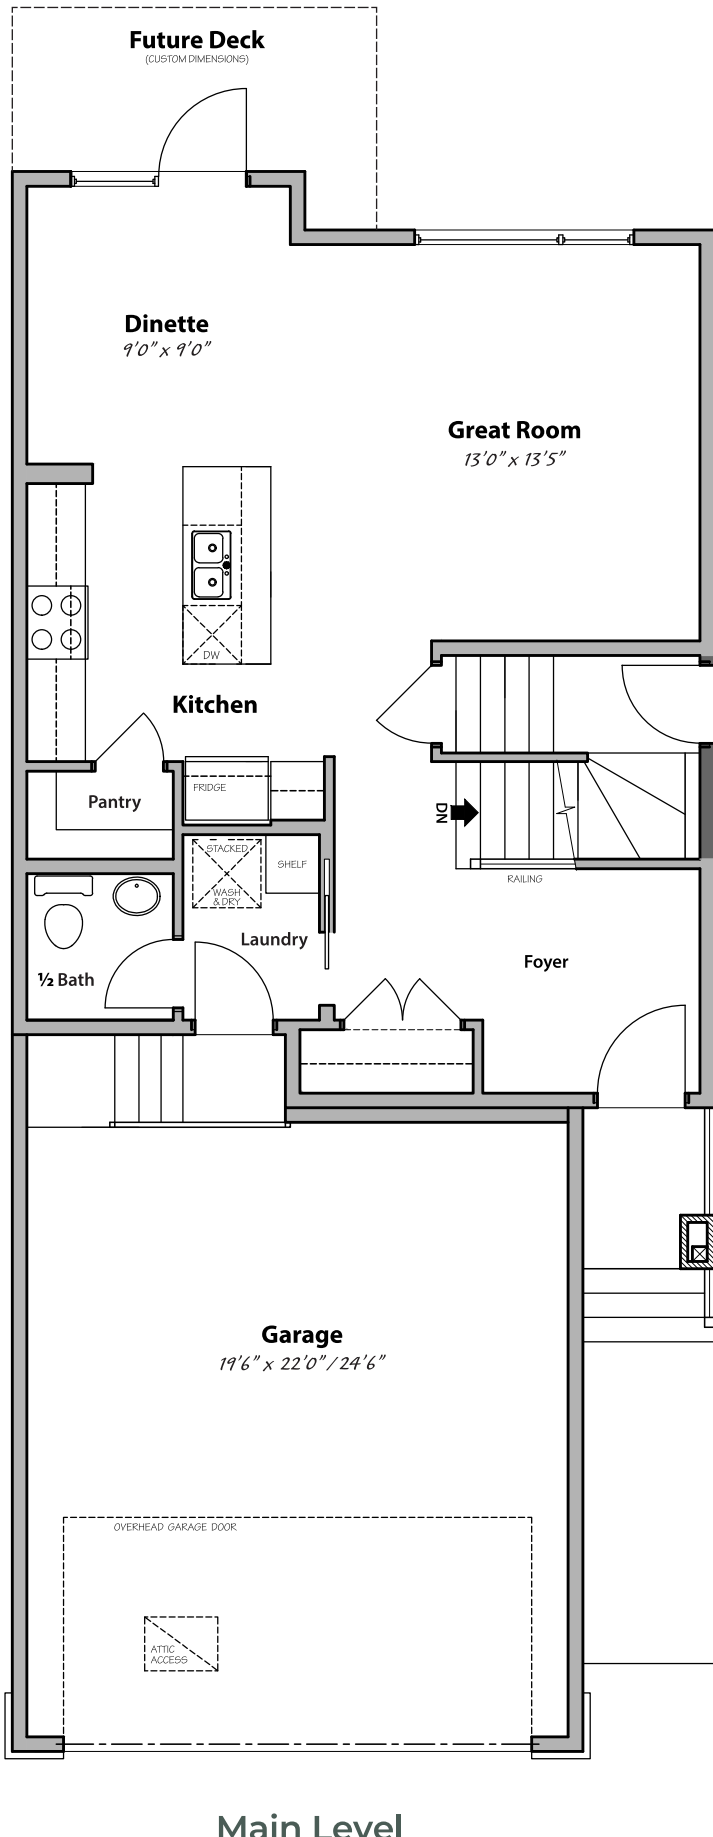 Future Deck
(CUSTOM DIMENSIONS)
Dinette
9'0" x 9'0"
Great Room
13'0" x 13'5"
DW
Kitchen
FRIDGE
Pantry
DN
STACKED
WASH
& DRY
SHELF
RAILING
Laundry
Foyer
½ Bath
Garage
19'6" x 22'0" / 24'6"
OVERHEAD GARAGE DOOR
ATTIC
ACCESS
Main Level